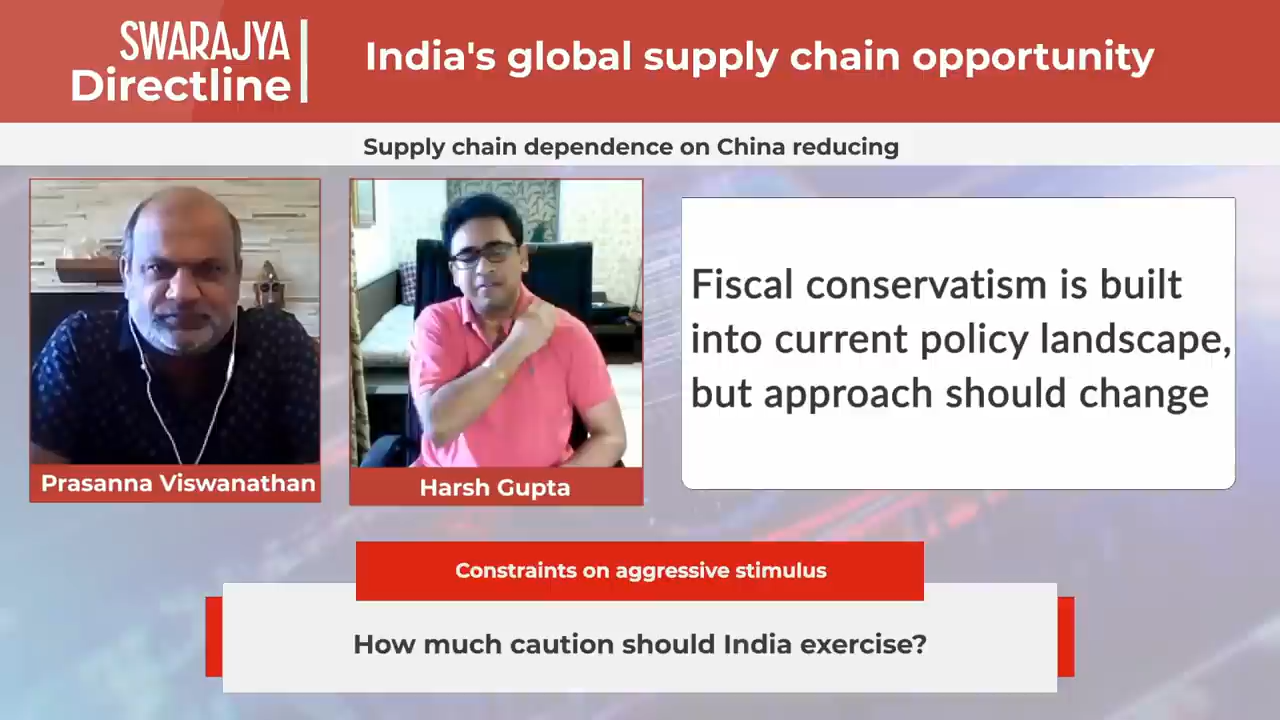 SWARAJYA
Directline
India's global supply chain opportunity
Supply chain dependence on China reducing
Prasanna Viswanathan
Harsh Gupta
Fiscal conservatism is built
into current policy landscape,
but approach should change
Constraints on aggressive stimulus
How much caution should India exercise?